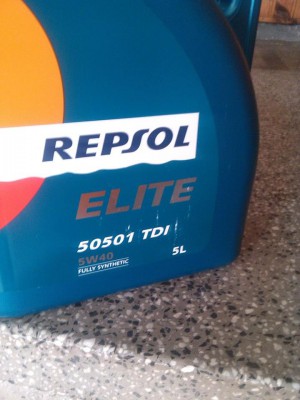 REPSOL
ELITE
50501 TDI
5W40
5L
FULLY SYNTHETIC